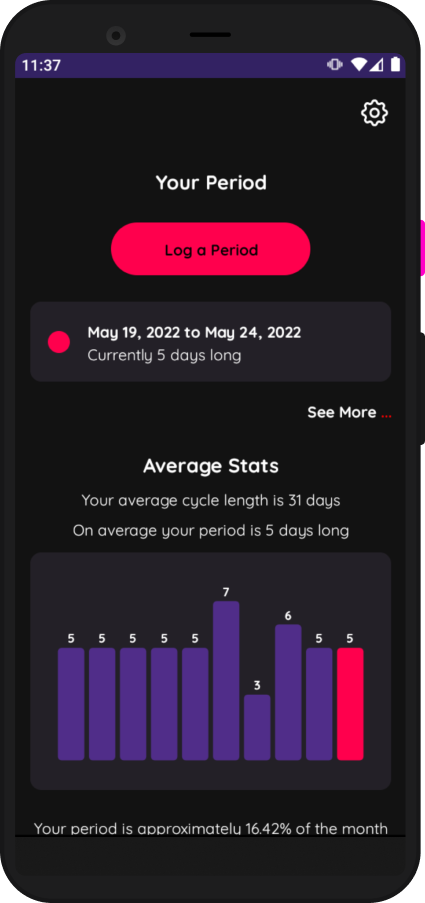 11:37
Your Period
Log a Period
May 19, 2022 to May 24, 2022
Currently 5 days long
See More ...
Average Stats
Your average cycle length is 31 days
On average your period is 5 days long
7
6
5 5 5 5 5 5 5
3
Your period is approximately 16.42% of the month